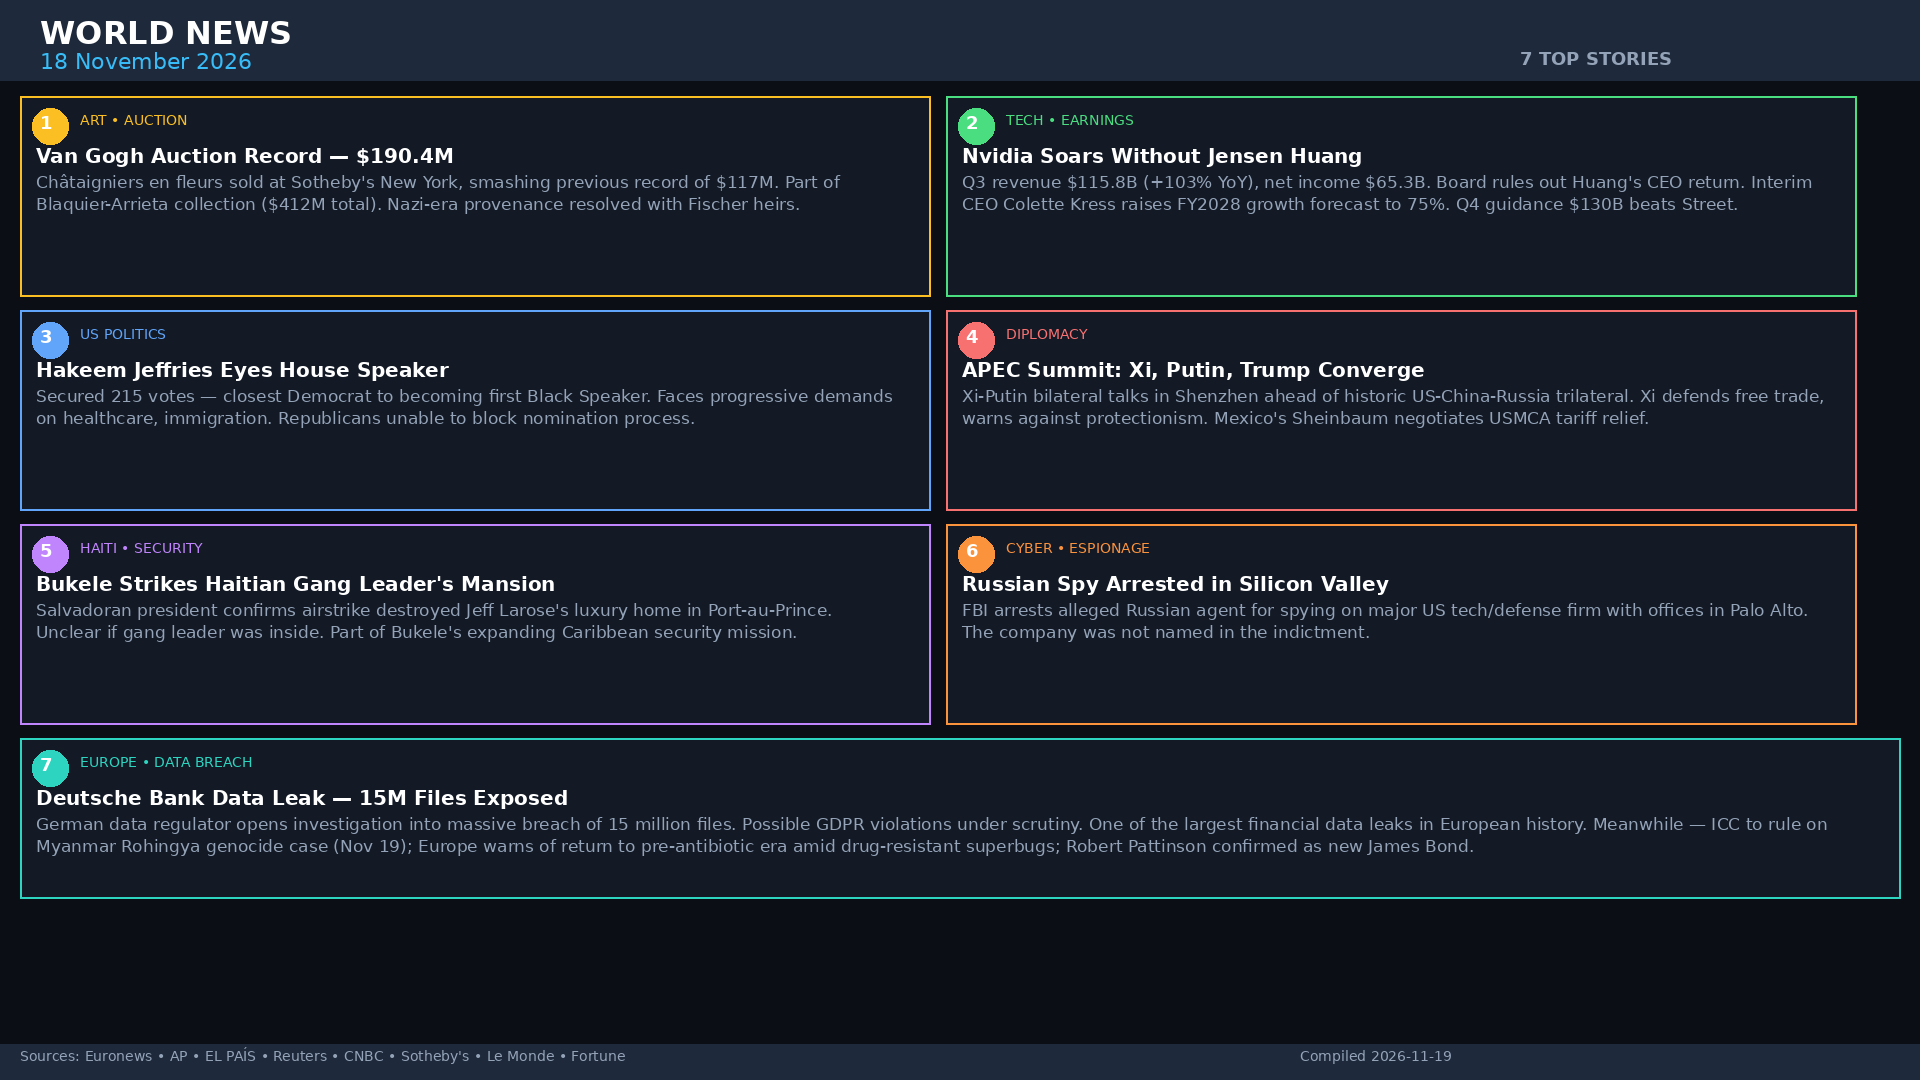 WORLD NEWS
18 November 2026
7 TOP STORIES
1
ART • AUCTION
Van Gogh Auction Record — $190.4M
Châtaigniers en fleurs sold at Sotheby's New York, smashing previous record of $117M. Part of
Blaquier-Arrieta collection ($412M total). Nazi-era provenance resolved with Fischer heirs.
2
TECH • EARNINGS
Nvidia Soars Without Jensen Huang
Q3 revenue $115.8B (+103% YoY), net income $65.3B. Board rules out Huang's CEO return. Interim
CEO Colette Kress raises FY2028 growth forecast to 75%. Q4 guidance $130B beats Street.
3
US POLITICS
Hakeem Jeffries Eyes House Speaker
Secured 215 votes — closest Democrat to becoming first Black Speaker. Faces progressive demands
on healthcare, immigration. Republicans unable to block nomination process.
4
DIPLOMACY
APEC Summit: Xi, Putin, Trump Converge
Xi-Putin bilateral talks in Shenzhen ahead of historic US-China-Russia trilateral. Xi defends free trade,
warns against protectionism. Mexico's Sheinbaum negotiates USMCA tariff relief.
5
HAITI • SECURITY
Bukele Strikes Haitian Gang Leader's Mansion
Salvadoran president confirms airstrike destroyed Jeff Larose's luxury home in Port-au-Prince.
Unclear if gang leader was inside. Part of Bukele's expanding Caribbean security mission.
6
CYBER • ESPIONAGE
Russian Spy Arrested in Silicon Valley
FBI arrests alleged Russian agent for spying on major US tech/defense firm with offices in Palo Alto.
The company was not named in the indictment.
7
EUROPE • DATA BREACH
Deutsche Bank Data Leak — 15M Files Exposed
German data regulator opens investigation into massive breach of 15 million files. Possible GDPR violations under scrutiny. One of the largest financial data leaks in European history. Meanwhile — ICC to rule on
Myanmar Rohingya genocide case (Nov 19); Europe warns of return to pre-antibiotic era amid drug-resistant superbugs; Robert Pattinson confirmed as new James Bond.
Sources: Euronews • AP • EL PAÍS • Reuters • CNBC • Sotheby's • Le Monde • Fortune
Compiled 2026-11-19